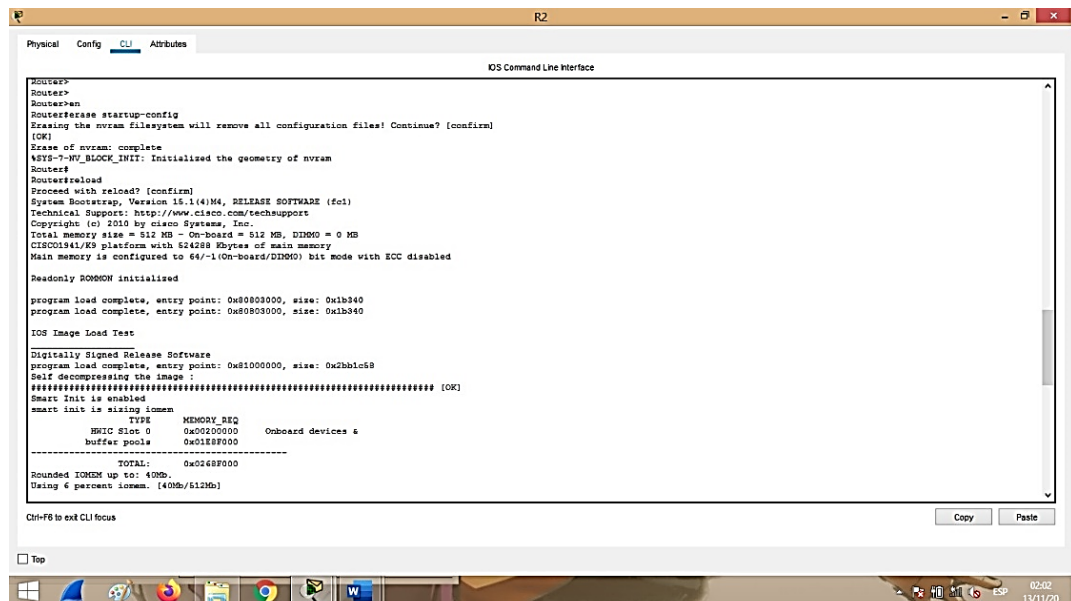 R2
Physical Config CLI Attributes
IOS Command Line Interface
Router>
Router>
Router>en
Router#erase startup-config
Erasing the nvram filesystem will remove all configuration files! Continue? [confirm]
[OK]
Erase of nvram: complete
%SYS-7-NV_BLOCK_INIT: Initialized the geometry of nvram
Router#
Router#reload
Proceed with reload? [confirm]
System Bootstrap, Version 15.1(4)M4, RELEASE SOFTWARE (fc1)
Technical Support: http://www.cisco.com/techsupport
Copyright (c) 2010 by cisco Systems, Inc.
Total memory size = 512 MB - On-board = 512 MB, DIMM0 = 0 MB
CISCO1941/K9 platform with 524288 Kbytes of main memory
Main memory is configured to 64/-1(On-board/DIMM0) bit mode with ECC disabled
Readonly ROMMON initialized
program load complete, entry point: 0x80803000, size: 0x1b340
program load complete, entry point: 0x80803000, size: 0x1b340
IOS Image Load Test
___________________
Digitally Signed Release Software
program load complete, entry point: 0x81000000, size: 0x2bb1c58
Self decompressing the image :
########################################################################## [OK]
Smart Init is enabled
smart init is sizing iomem
TYPE MEMORY_REQ
HWIC Slot 0 0x00200000 Onboard devices &
buffer pools 0x01E8F000
-----------------------------------------------
TOTAL: 0x0268F000
Rounded IOMEM up to: 40Mb.
Using 6 percent iomem. [40Mb/512Mb]
Ctrl+F6 to exit CLI focus
Copy Paste
Top
ESP
02:02
13/11/20